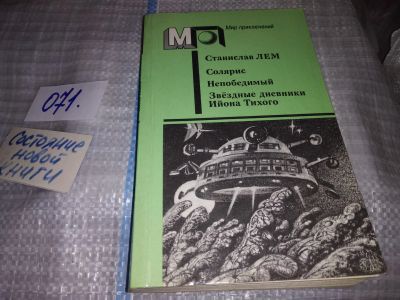 Мир приключений
МП
Станислав ЛЕМ
Солярис
Непобедимый
Звёздные дневники
Ийона Тихого
071.
Состояние
новой
книги